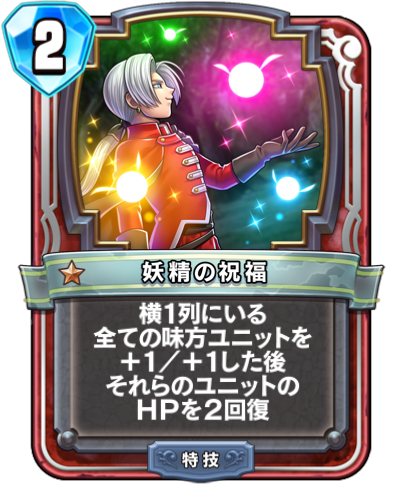 2
妖精の祝福
横1列にいる
全ての味方ユニットを
＋1／＋1した後
それらのユニットの
ＨＰを２回復
特技